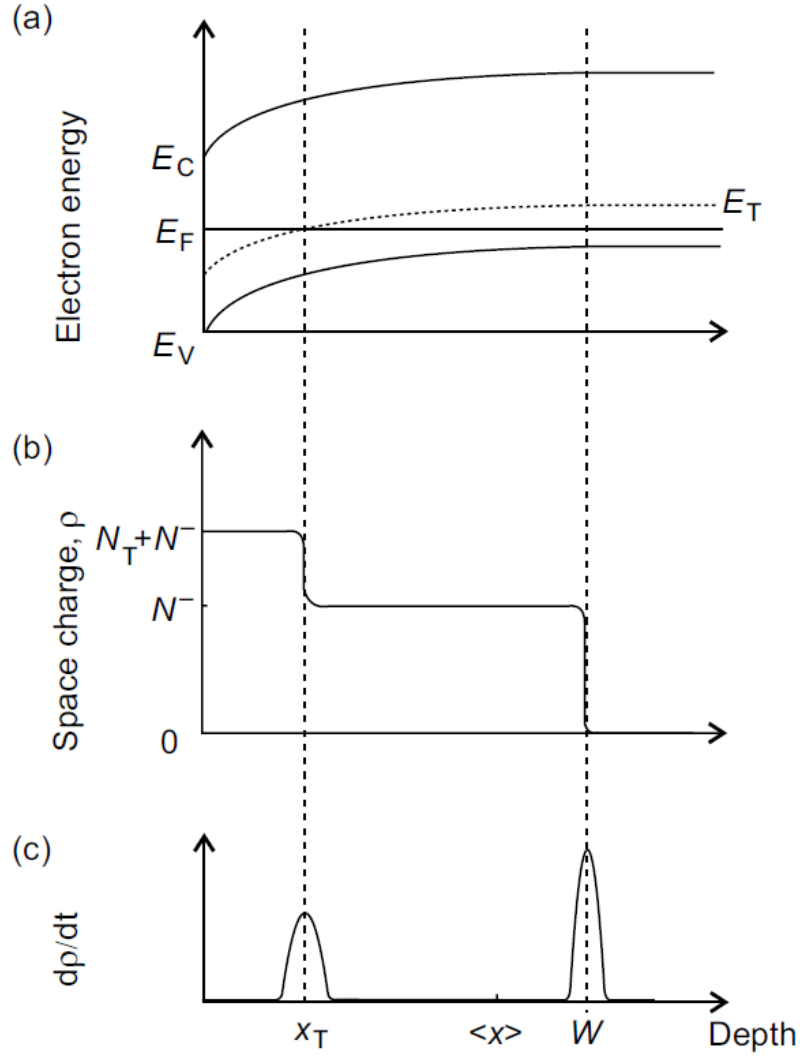 (a)
Electron energy
E_C
E_T
E_F
E_V
(b)
Space charge, ρ
N_T+N⁻
N⁻
0
(c)
dρ/dt
x_T
<x>
W
Depth